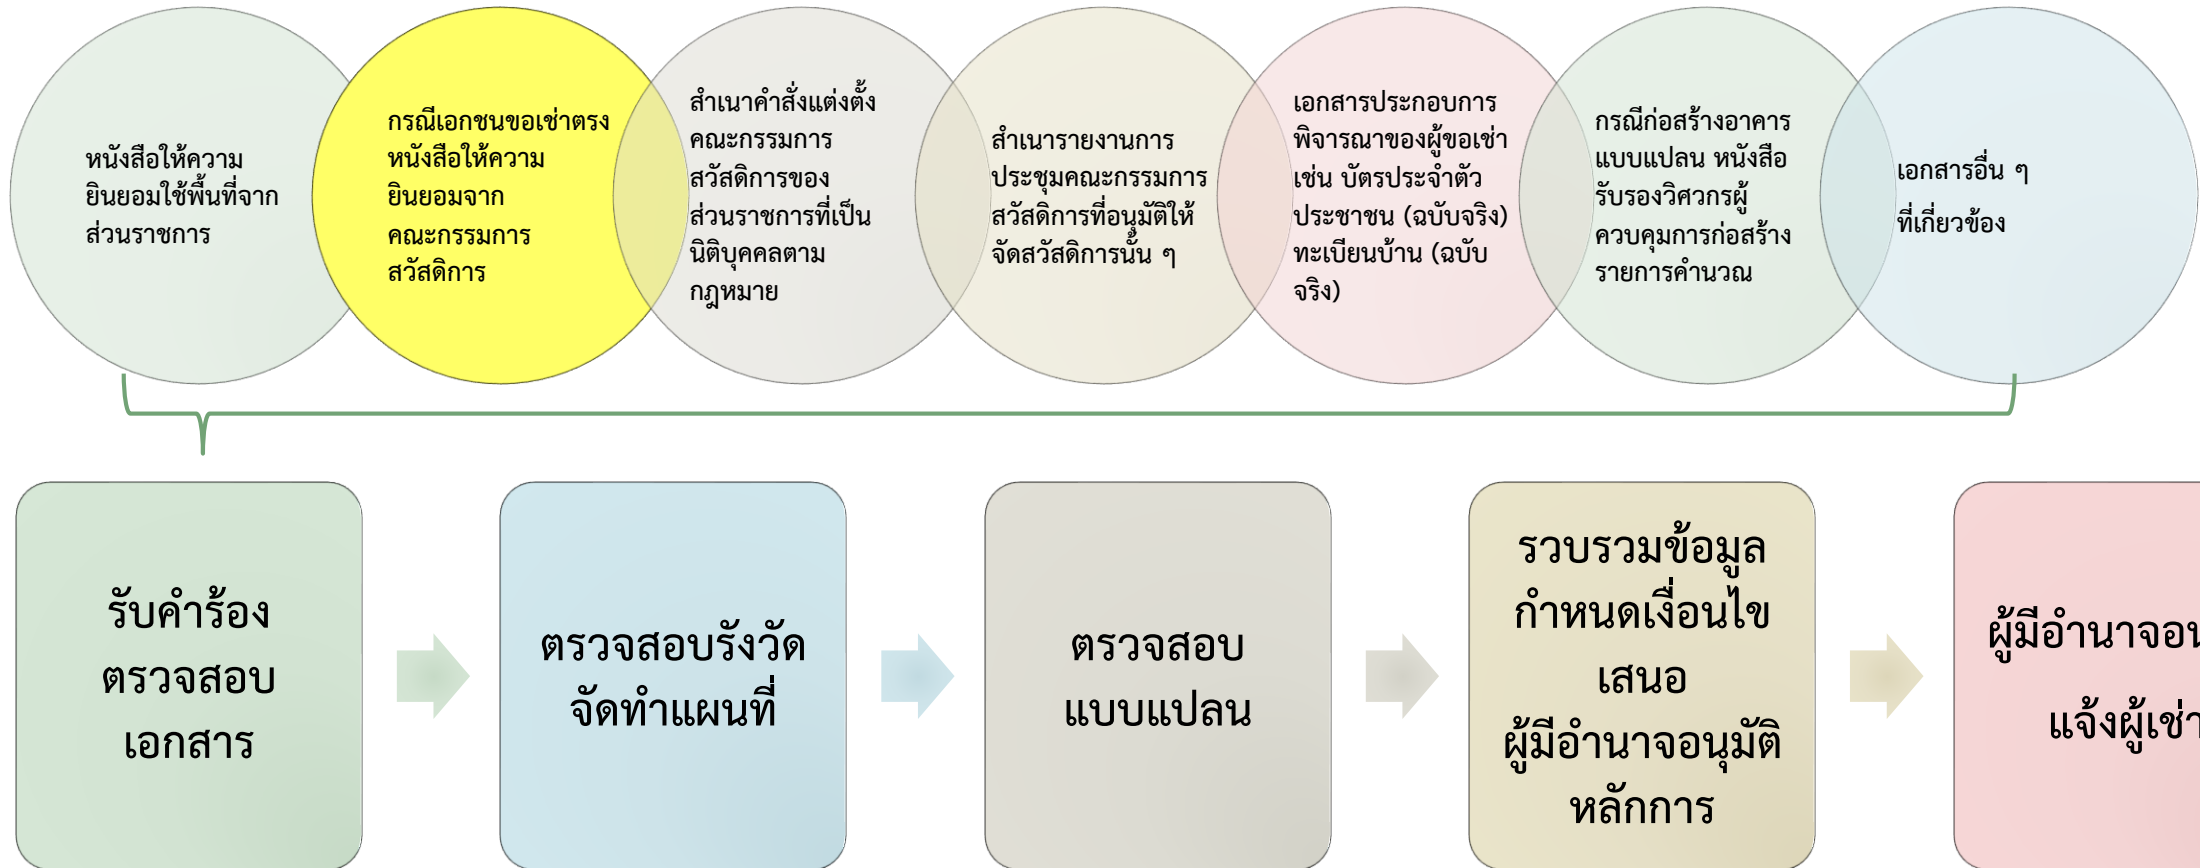 หนังสือให้ความ
ยินยอมใช้พื้นที่จาก
ส่วนราชการ
กรณีเอกชนขอเช่าตรง
หนังสือให้ความ
ยินยอมจาก
คณะกรรมการ
สวัสดิการ
สำเนาคำสั่งแต่งตั้ง
คณะกรรมการ
สวัสดิการของ
ส่วนราชการที่เป็น
นิติบุคคลตาม
กฎหมาย
สำเนารายงานการ
ประชุมคณะกรรมการ
สวัสดิการที่อนุมัติให้
จัดสวัสดิการนั้น ๆ
เอกสารประกอบการ
พิจารณาของผู้ขอเช่า
เช่น บัตรประจำตัว
ประชาชน (ฉบับจริง)
ทะเบียนบ้าน (ฉบับ
จริง)
กรณีก่อสร้างอาคาร
แบบแปลน หนังสือ
รับรองวิศวกรผู้
ควบคุมการก่อสร้าง
รายการคำนวณ
เอกสารอื่น ๆ
ที่เกี่ยวข้อง
รับคำร้อง
ตรวจสอบ
เอกสาร
ตรวจสอบรังวัด
จัดทำแผนที่
ตรวจสอบ
แบบแปลน
รวบรวมข้อมูล
กำหนดเงื่อนไข
เสนอ
ผู้มีอำนาจอนุมัติ
หลักการ
ผู้มีอำนาจ
แจ้งผู้เช่า